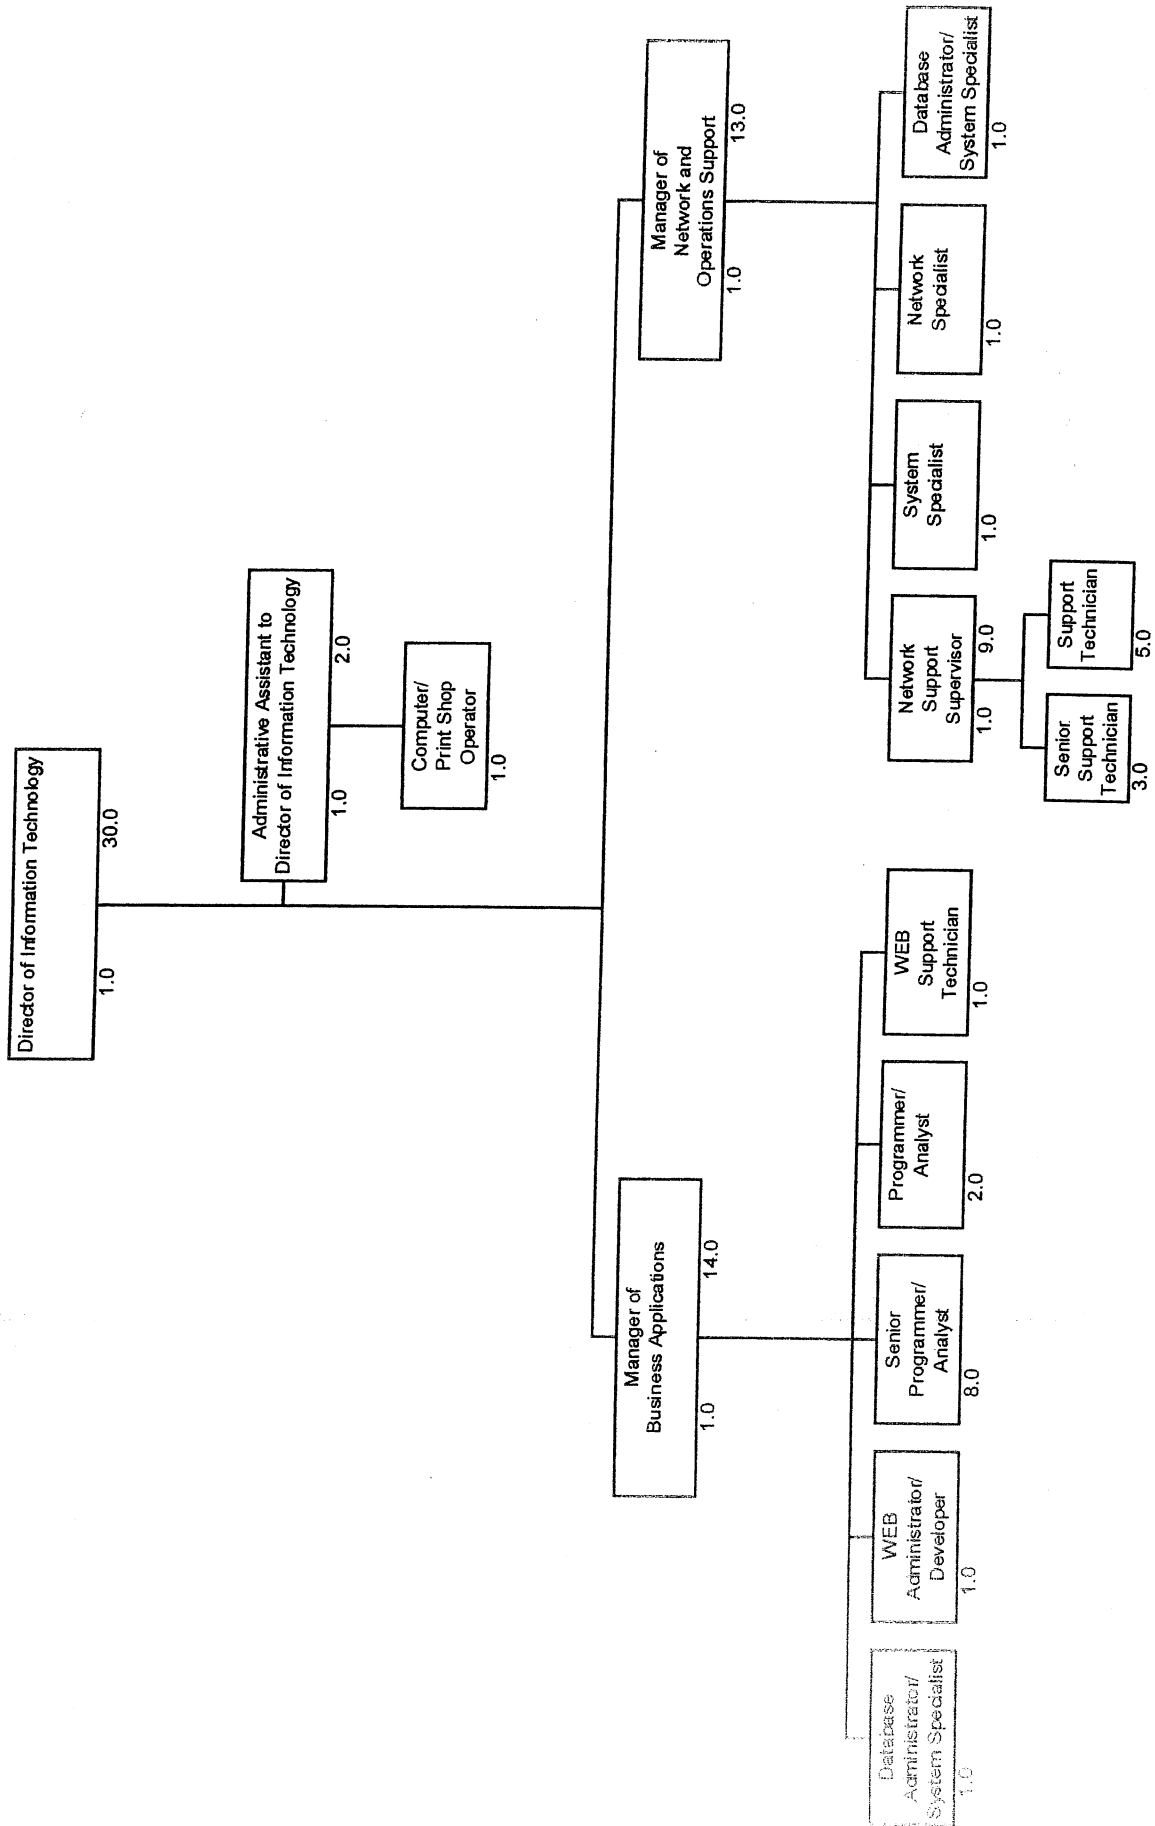 Director of Information Technology
1.0 30.0
Administrative Assistant to
Director of Information Technology
1.0 2.0
Computer/
Print Shop
Operator
1.0
Manager of
Business Applications
1.0 14.0
Manager of
Network and
Operations Support
1.0 13.0
Database
Administrator/
System Specialist
1.0
WEB
Administrator/
Developer
1.0
Senior
Programmer/
Analyst
8.0
Programmer/
Analyst
2.0
WEB
Support
Technician
1.0
Network
Support
Supervisor
1.0 9.0
System
Specialist
1.0
Network
Specialist
1.0
Database
Administrator/
System Specialist
1.0
Senior
Support
Technician
3.0
Support
Technician
5.0